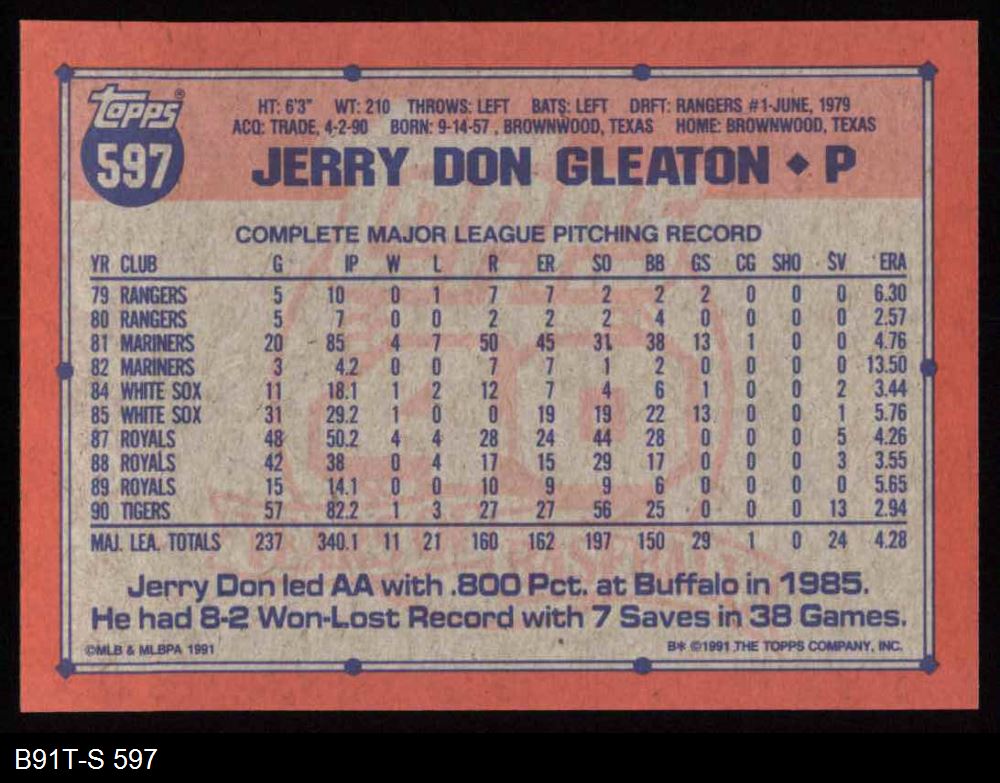 topps®
597
HT: 6'3" WT: 210 THROWS: LEFT BATS: LEFT DRFT: RANGERS #1-JUNE, 1979
ACQ: TRADE, 4-2-90 BORN: 9-14-57, BROWNWOOD, TEXAS HOME: BROWNWOOD, TEXAS
JERRY DON GLEATON ◆ P
COMPLETE MAJOR LEAGUE PITCHING RECORD
YR CLUB G IP W L R ER SO BB GS CG SHO SV ERA
79 RANGERS 5 10 0 1 7 7 2 2 2 0 0 0 6.30
80 RANGERS 5 7 0 0 2 2 2 4 0 0 0 0 2.57
81 MARINERS 20 85 4 7 50 45 31 38 13 1 0 0 4.76
82 MARINERS 3 4.2 0 0 7 7 1 2 0 0 0 0 13.50
84 WHITE SOX 11 18.1 1 2 12 7 4 6 1 0 0 2 3.44
85 WHITE SOX 31 29.2 1 0 0 19 19 22 13 0 0 1 5.76
87 ROYALS 48 50.2 4 4 28 24 44 28 0 0 0 5 4.26
88 ROYALS 42 38 0 4 17 15 29 17 0 0 0 3 3.55
89 ROYALS 15 14.1 0 0 10 9 9 6 0 0 0 0 5.65
90 TIGERS 57 82.2 1 3 27 27 56 25 0 0 0 13 2.94
MAJ. LEA. TOTALS 237 340.1 11 21 160 162 197 150 29 1 0 24 4.28
Jerry Don led AA with .800 Pct. at Buffalo in 1985.
He had 8-2 Won-Lost Record with 7 Saves in 38 Games.
©MLB & MLBPA 1991 B* ©1991 THE TOPPS COMPANY, INC.
B91T-S 597